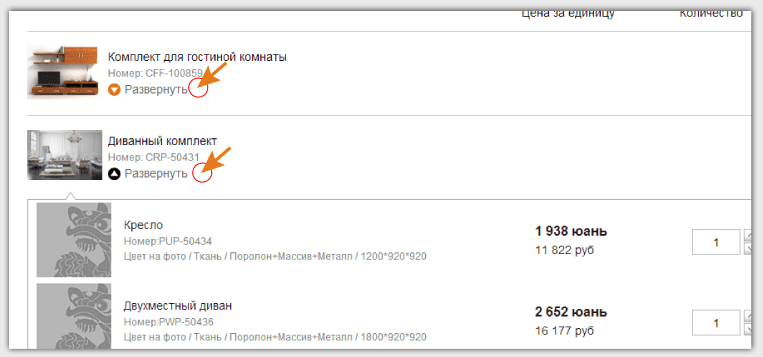 Цена за единицу Количество
Комплект для гостиной комнаты
Номер: CFF-100859
Развернуть
Диванный комплект
Номер: CRP-50431
Развернуть
Кресло
1 938 юань
Номер:PUP-50434
11 822 руб
1
Цвет на фото / Ткань / Поролон+Массив+Металл / 1200*920*920
Двухместный диван
2 652 юань
Номер:PWP-50436
16 177 руб
1
Цвет на фото / Ткань / Поролон+Массив+Металл / 1800*920*920